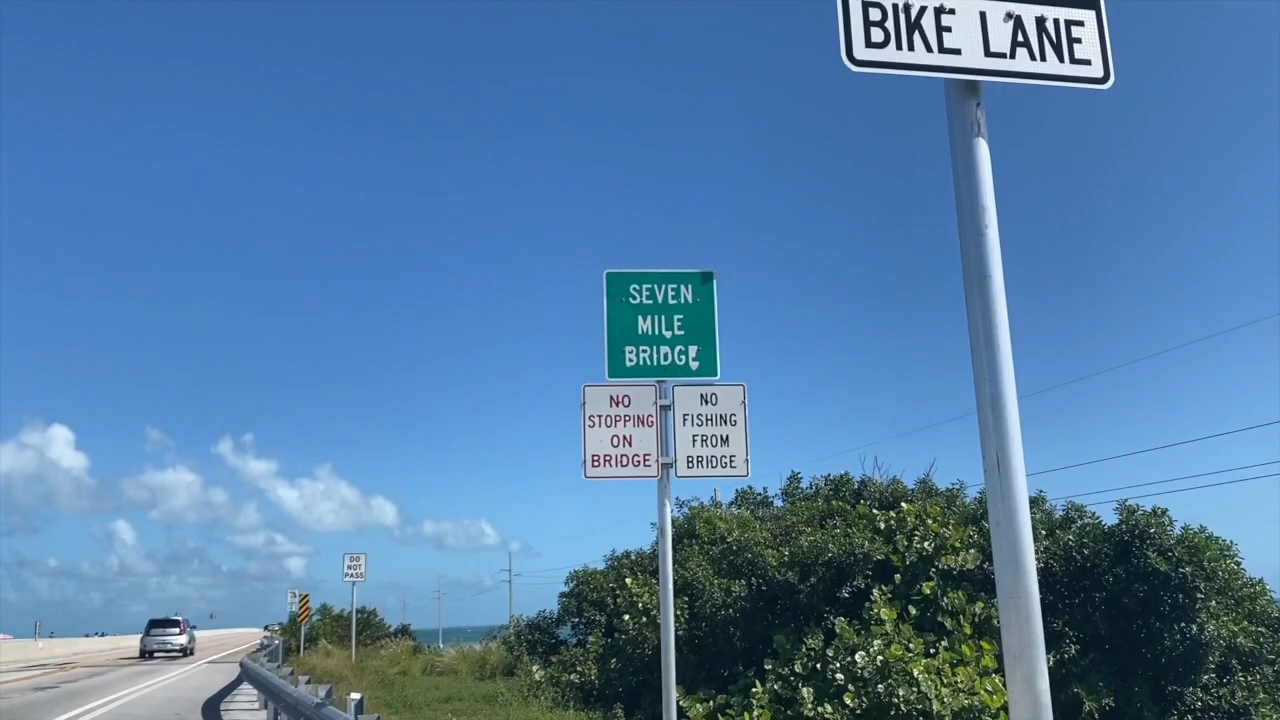 BIKE LANE
SEVEN
MILE
BRIDGE
NO
STOPPING
ON
BRIDGE
NO
FISHING
FROM
BRIDGE
DO
NOT
PASS